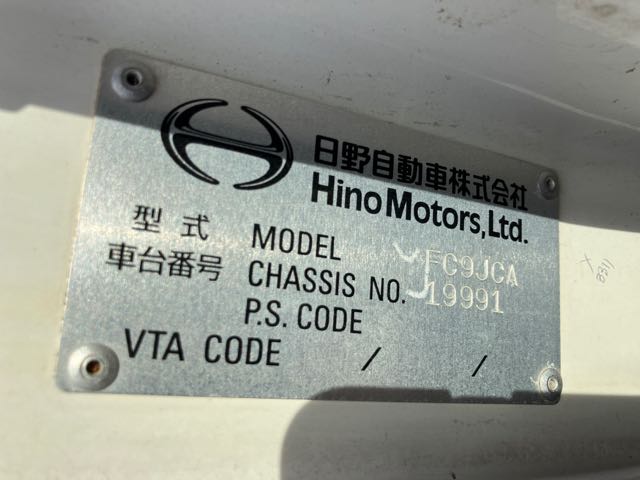 日野自動車株式会社
Hino Motors, Ltd.
型式 MODEL FC9JCA
車台番号 CHASSIS NO. 19991
P.S. CODE
VTA CODE / /